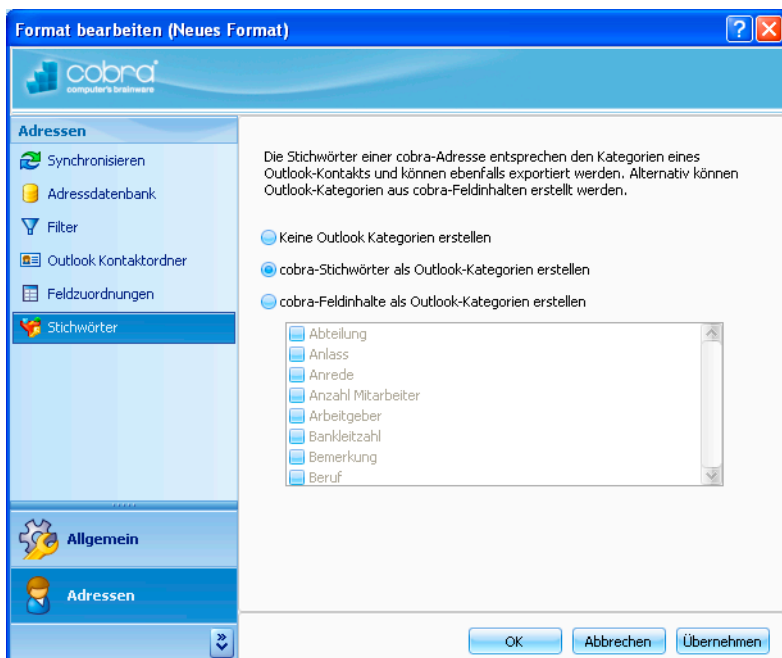 Format bearbeiten (Neues Format)
cobra
computer's brainware
Adressen
Synchronisieren
Adressdatenbank
Filter
Outlook Kontaktordner
Feldzuordnungen
Stichwörter
Allgemein
Adressen
Die Stichwörter einer cobra-Adresse entsprechen den Kategorien eines
Outlook-Kontakts und können ebenfalls exportiert werden. Alternativ können
Outlook-Kategorien aus cobra-Feldinhalten erstellt werden.
Keine Outlook Kategorien erstellen
cobra-Stichwörter als Outlook-Kategorien erstellen
cobra-Feldinhalte als Outlook-Kategorien erstellen
Abteilung
Anlass
Anrede
Anzahl Mitarbeiter
Arbeitgeber
Bankleitzahl
Bemerkung
Beruf
OK
Abbrechen
Übernehmen